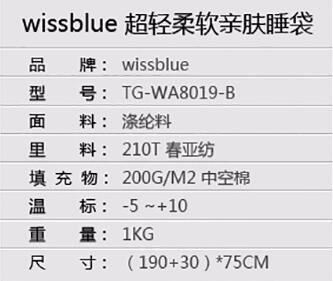 wissblue 超轻柔软亲肤睡袋
品牌：wissblue
型号：TG-WA8019-B
面料：涤纶料
里料：210T 春亚纺
填充物：200G/M2 中空棉
温标：-5 ~+10
重量：1KG
尺寸：（190+30）*75CM